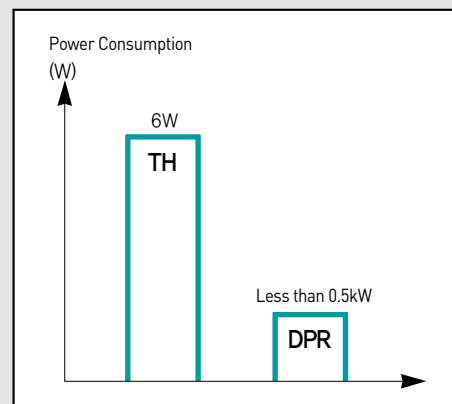 Power Consumption
(W)
6W
TH
Less than 0.5kW
DPR